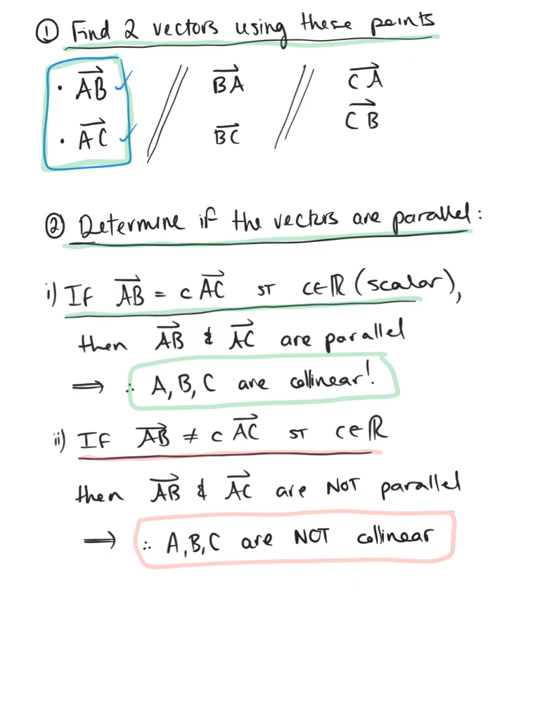 ① Find 2 vectors using these points
· AB⃗ ✓ // BA⃗ // CA⃗
· AC⃗ ✓ BC⃗ CB⃗
② Determine if the vectors are parallel:
i) IF AB⃗ = c AC⃗ ST c∈ℝ (scalar),
then AB⃗ & AC⃗ are parallel
⟹ ∴ A, B, C are collinear!
ii) IF AB⃗ ≠ c AC⃗ ST c∈ℝ
then AB⃗ & AC⃗ are NOT parallel
⟹ ∴ A,B,C are NOT collinear